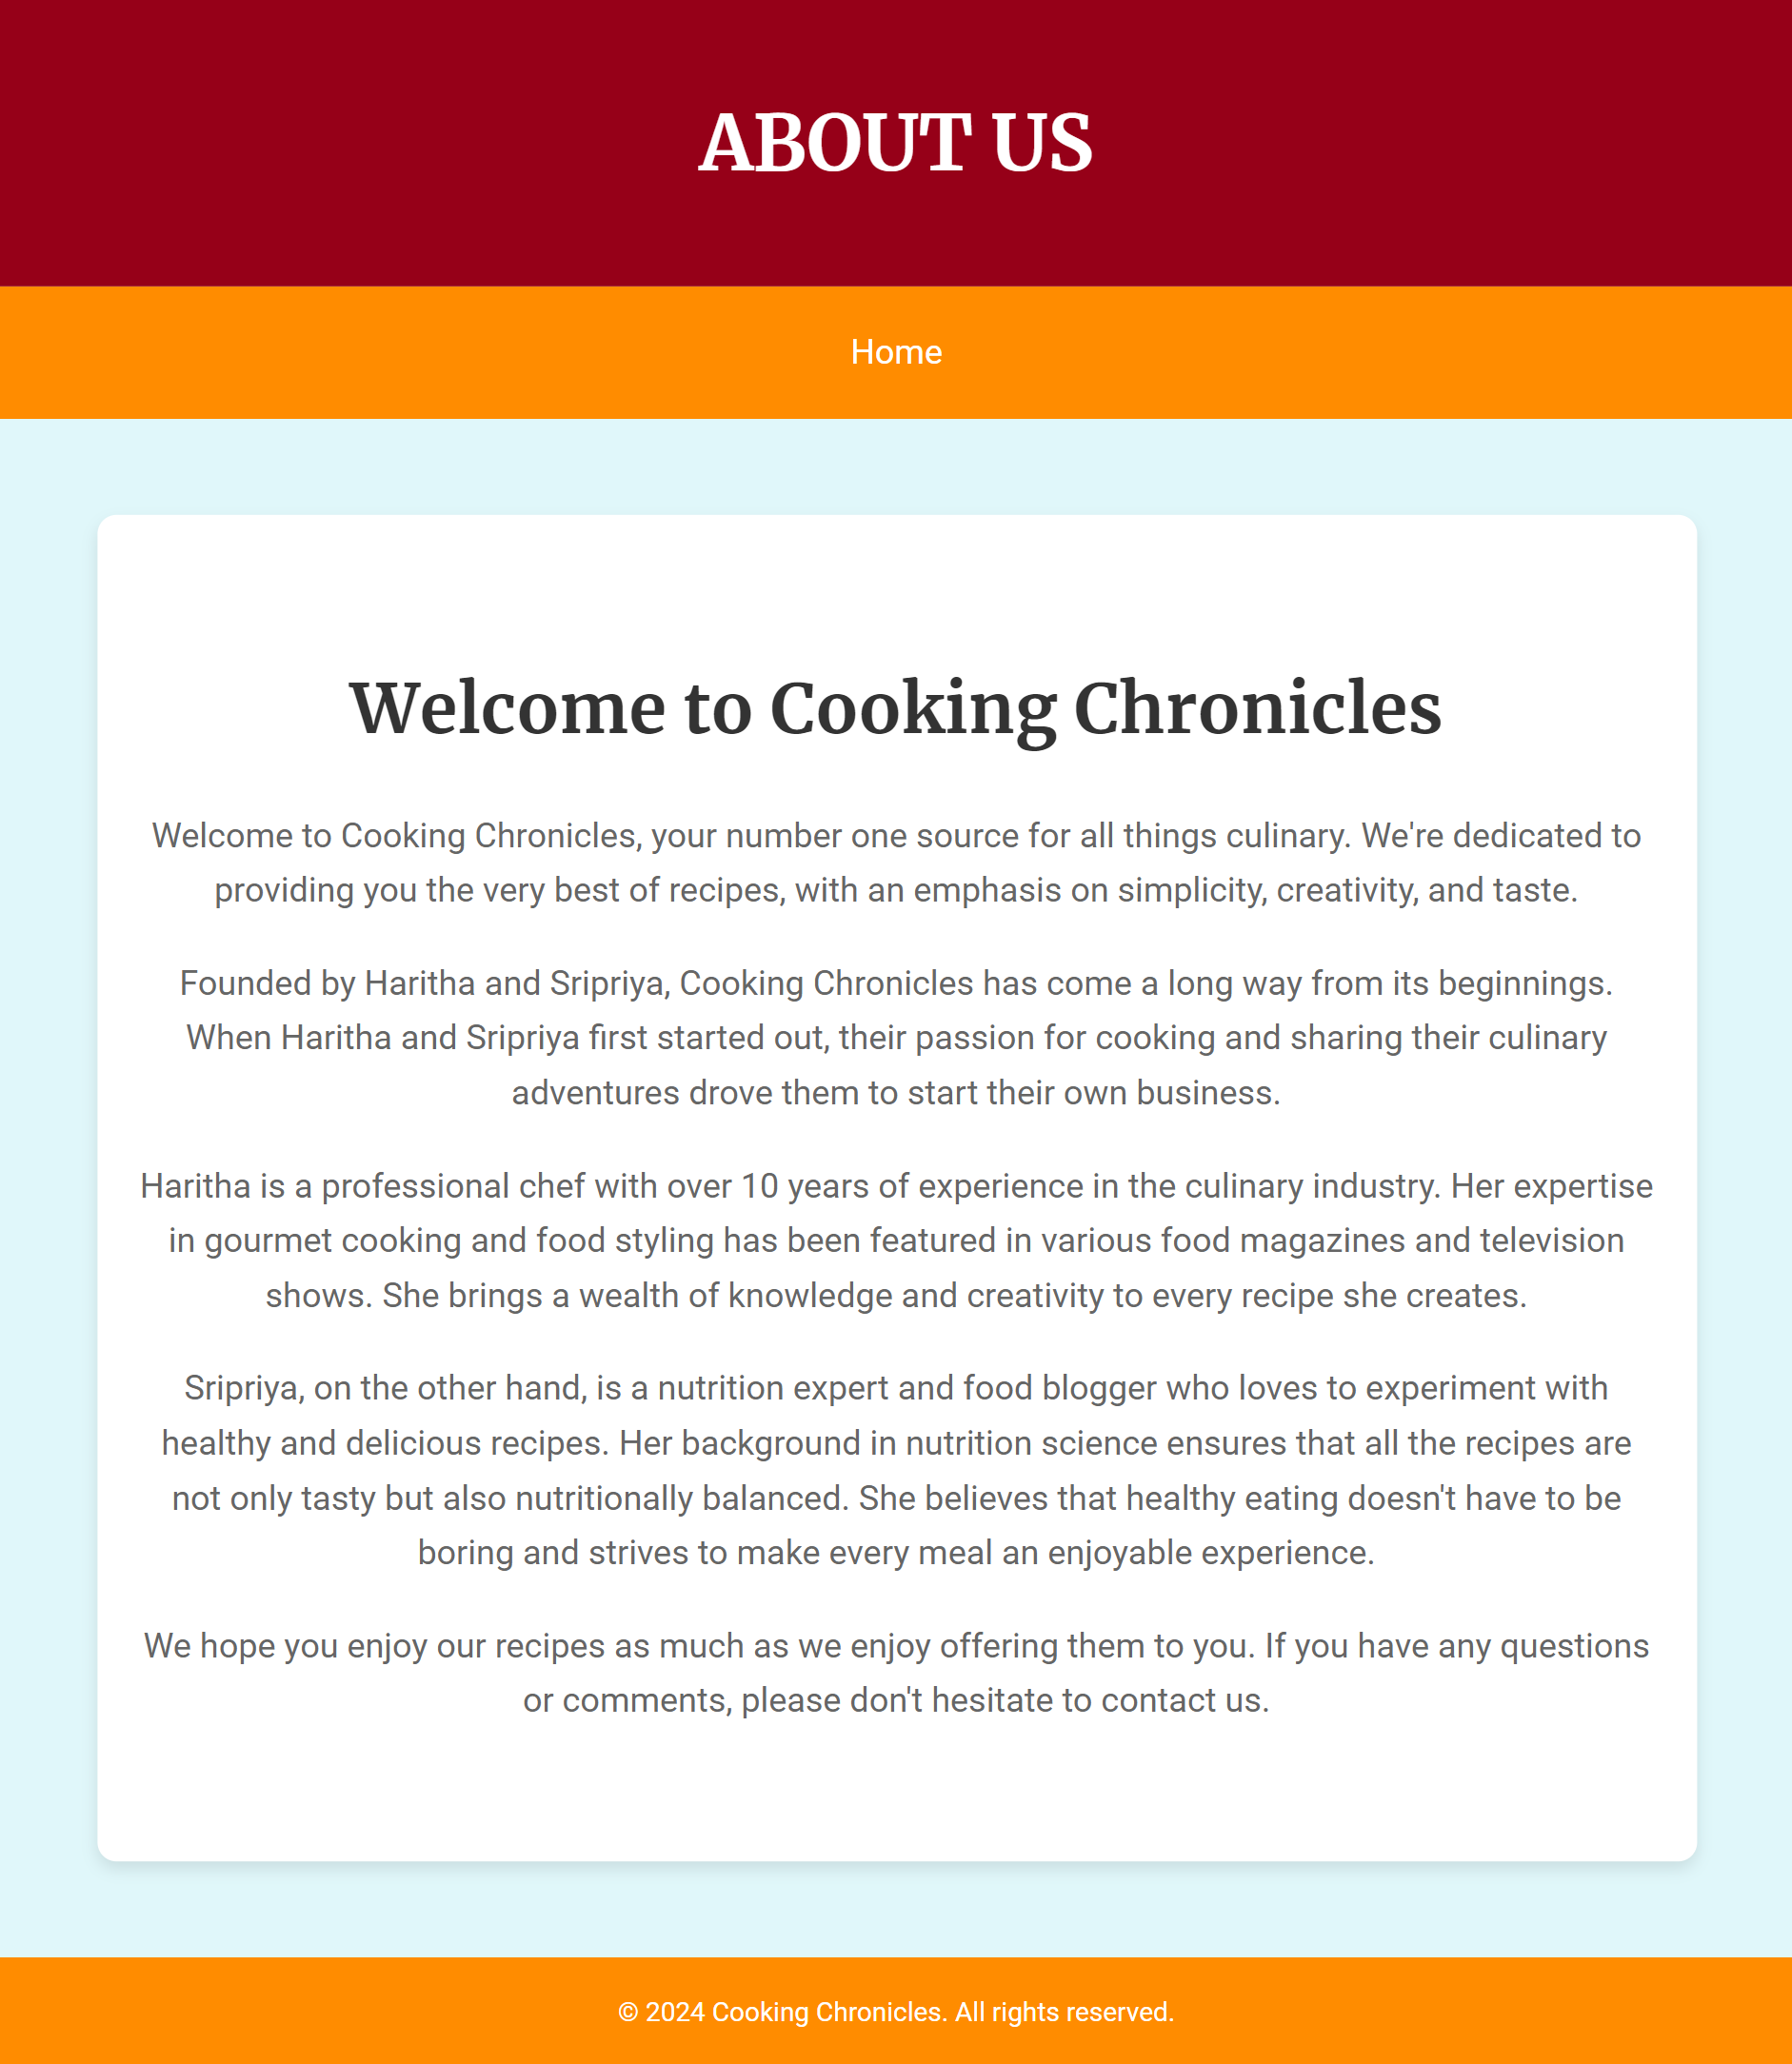 ABOUT US
Home
Welcome to Cooking Chronicles
Welcome to Cooking Chronicles, your number one source for all things culinary. We're dedicated to
providing you the very best of recipes, with an emphasis on simplicity, creativity, and taste.
Founded by Haritha and Sripriya, Cooking Chronicles has come a long way from its beginnings.
When Haritha and Sripriya first started out, their passion for cooking and sharing their culinary
adventures drove them to start their own business.
Haritha is a professional chef with over 10 years of experience in the culinary industry. Her expertise
in gourmet cooking and food styling has been featured in various food magazines and television
shows. She brings a wealth of knowledge and creativity to every recipe she creates.
Sripriya, on the other hand, is a nutrition expert and food blogger who loves to experiment with
healthy and delicious recipes. Her background in nutrition science ensures that all the recipes are
not only tasty but also nutritionally balanced. She believes that healthy eating doesn't have to be
boring and strives to make every meal an enjoyable experience.
We hope you enjoy our recipes as much as we enjoy offering them to you. If you have any questions
or comments, please don't hesitate to contact us.
© 2024 Cooking Chronicles. All rights reserved.